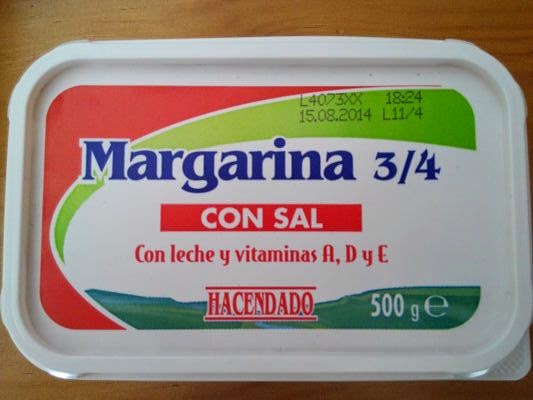 L4073XX 18:24
15.08.2014 L11/4
Margarina 3/4
CON SAL
Con leche y vitaminas A, D y E
HACENDADO
500 g e